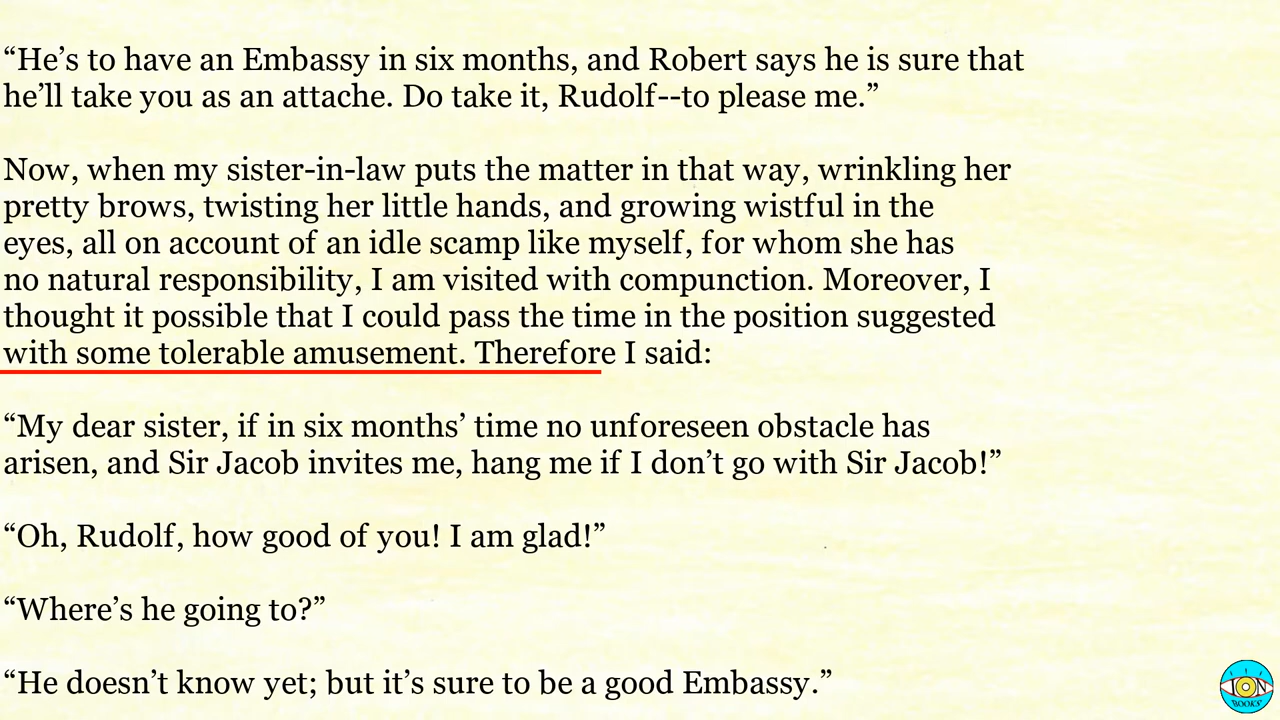 “He’s to have an Embassy in six months, and Robert says he is sure that
he’ll take you as an attache. Do take it, Rudolf--to please me.”
Now, when my sister-in-law puts the matter in that way, wrinkling her
pretty brows, twisting her little hands, and growing wistful in the
eyes, all on account of an idle scamp like myself, for whom she has
no natural responsibility, I am visited with compunction. Moreover, I
thought it possible that I could pass the time in the position suggested
with some tolerable amusement. Therefore I said:
“My dear sister, if in six months’ time no unforeseen obstacle has
arisen, and Sir Jacob invites me, hang me if I don’t go with Sir Jacob!”
“Oh, Rudolf, how good of you! I am glad!”
“Where’s he going to?”
“He doesn’t know yet; but it’s sure to be a good Embassy.”
ION
BOOKS